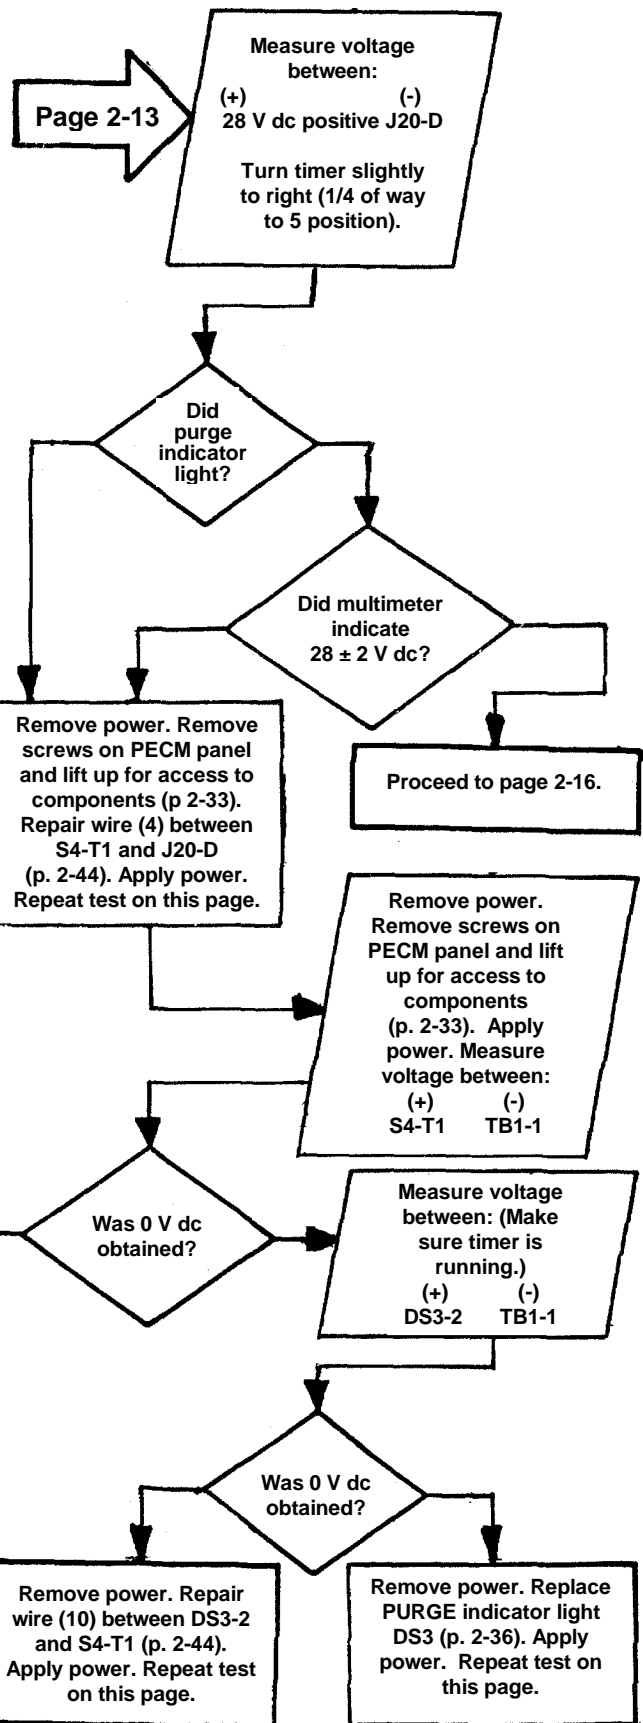 Measure voltage
between:
(+) (-)
28 V dc positive J20-D
Turn timer slightly
to right (1/4 of way
to 5 position).
Page 2-13
Did
purge
indicator
light?
Did multimeter
indicate
28 ± 2 V dc?
Remove power. Remove
screws on PECM panel
and lift up for access to
components (p 2-33).
Repair wire (4) between
S4-T1 and J20-D
(p. 2-44). Apply power.
Repeat test on this page.
Proceed to page 2-16.
Remove power.
Remove screws on
PECM panel and lift
up for access to
components
(p. 2-33). Apply
power. Measure
voltage between:
(+) (-)
S4-T1 TB1-1
Was 0 V dc
obtained?
Measure voltage
between: (Make
sure timer is
running.)
(+) (-)
DS3-2 TB1-1
Was 0 V dc
obtained?
Remove power. Repair
wire (10) between DS3-2
and S4-T1 (p. 2-44).
Apply power. Repeat test
on this page.
Remove power. Replace
PURGE indicator light
DS3 (p. 2-36). Apply
power. Repeat test on
this page.